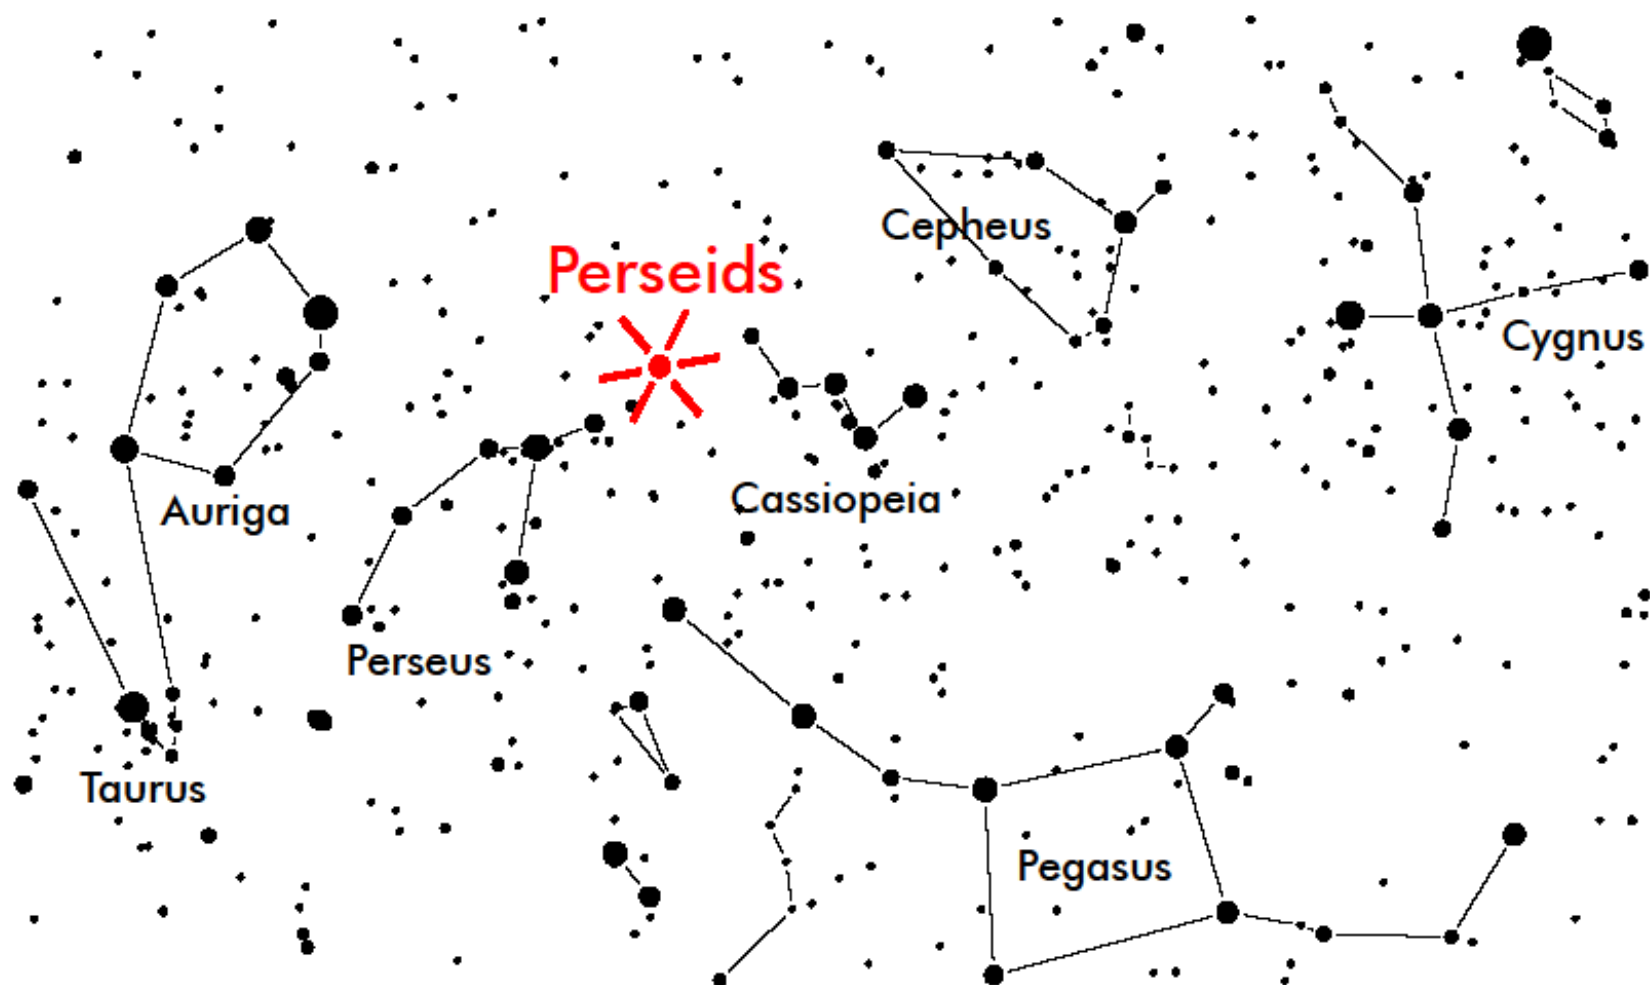 Cepheus
Perseids
Cygnus
Cassiopeia
Auriga
Perseus
Taurus
Pegasus